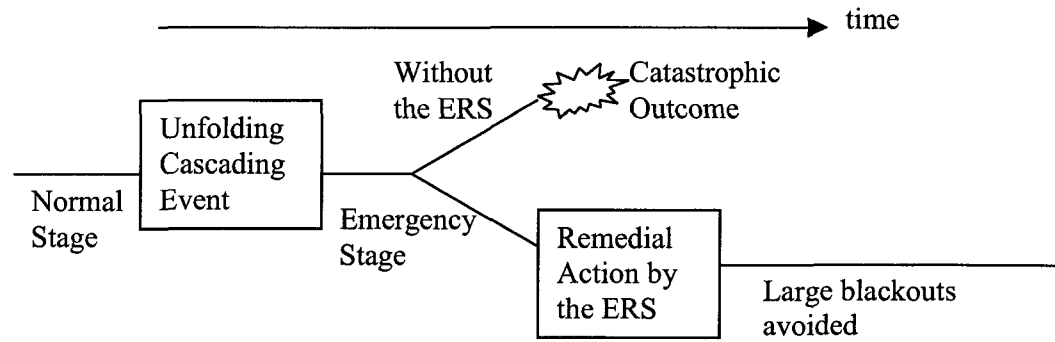 time
Without
the ERS
Catastrophic
Outcome
Unfolding
Cascading
Event
Normal
Stage
Emergency
Stage
Remedial
Action by
the ERS
Large blackouts
avoided